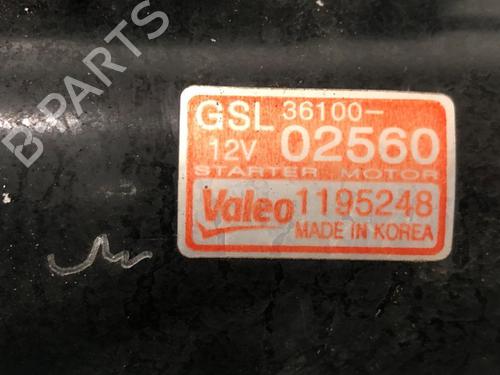 B-PARTS
GSL 36100-
12V 02560
STARTER MOTOR
Valeo 1195248
MADE IN KOREA